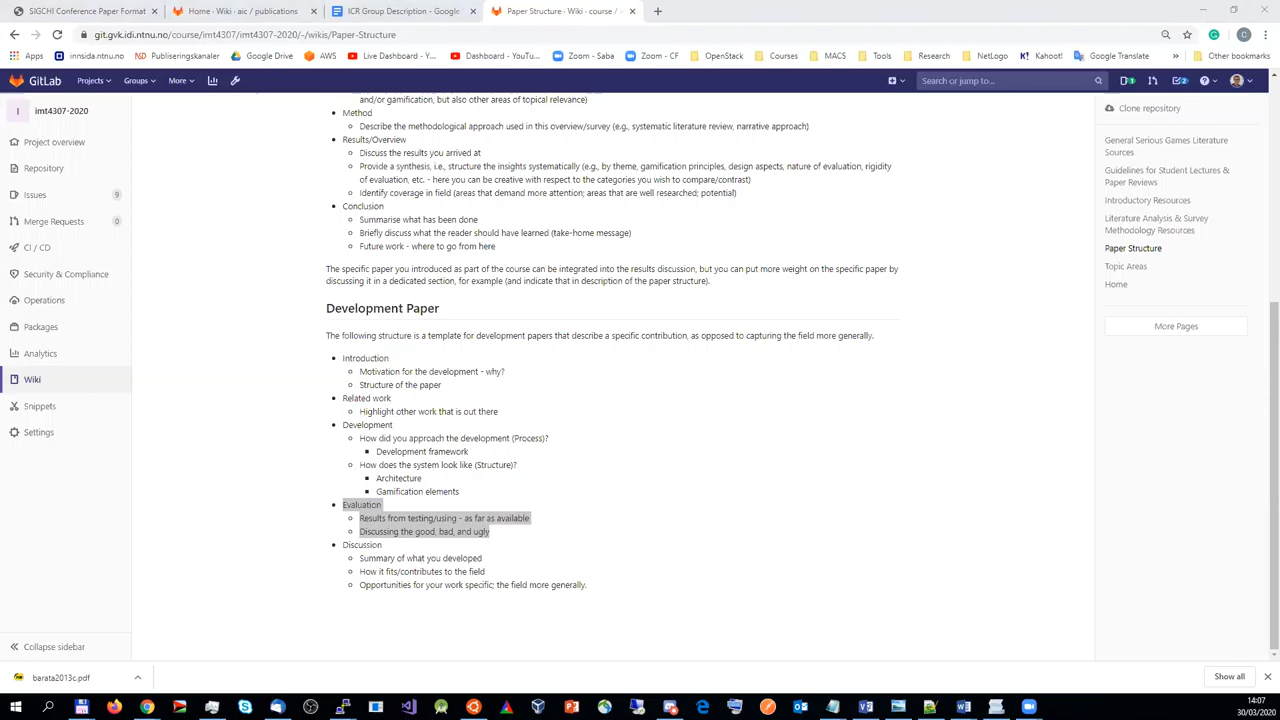 SIGCHI Conference Paper Format
Home · Wiki · aic / publications
ICR Group Description - Google
Paper Structure · Wiki · course /
git.gvk.idi.ntnu.no/course/imt4307/imt4307-2020/-/wikis/Paper-Structure
Apps
innsida.ntnu.no
Publiseringskanaler
Google Drive
AWS
Live Dashboard - Yo...
Dashboard - YouTu...
Zoom - Saba
Zoom - CF
OpenStack
Courses
MACS
Tools
Research
NetLogo
Kahoot!
Google Translate
»
Other bookmarks
GitLab
Projects
Groups
More
Search or jump to...
1
2
I
imt4307-2020
Project overview
Repository
Issues
9
Merge Requests
0
CI / CD
Security & Compliance
Operations
Packages
Analytics
Wiki
Snippets
Settings
Collapse sidebar
and/or gamification, but also other areas of topical relevance)
Method
Describe the methodological approach used in this overview/survey (e.g., systematic literature review, narrative approach)
Results/Overview
Discuss the results you arrived at
Provide a synthesis, i.e., structure the insights systematically (e.g., by theme, gamification principles, design aspects, nature of evaluation, rigidity
of evaluation, etc. - here you can be creative with respect to the categories you wish to compare/contrast)
Identify coverage in field (areas that demand more attention; areas that are well researched; potential)
Conclusion
Summarise what has been done
Briefly discuss what the reader should have learned (take-home message)
Future work - where to go from here
The specific paper you introduced as part of the course can be integrated into the results discussion, but you can put more weight on the specific paper by
discussing it in a dedicated section, for example (and indicate that in description of the paper structure).
Development Paper
The following structure is a template for development papers that describe a specific contribution, as opposed to capturing the field more generally.
Introduction
Motivation for the development - why?
Structure of the paper
Related work
Highlight other work that is out there
Development
How did you approach the development (Process)?
Development framework
How does the system look like (Structure)?
Architecture
Gamification elements
Evaluation
Results from testing/using - as far as available
Discussing the good, bad, and ugly
Discussion
Summary of what you developed
How it fits/contributes to the field
Opportunities for your work specific; the field more generally.
Clone repository
General Serious Games Literature
Sources
Guidelines for Student Lectures &
Paper Reviews
Introductory Resources
Literature Analysis & Survey
Methodology Resources
Paper Structure
Topic Areas
Home
More Pages
barata2013c.pdf
Show all
14:07
30/03/2020